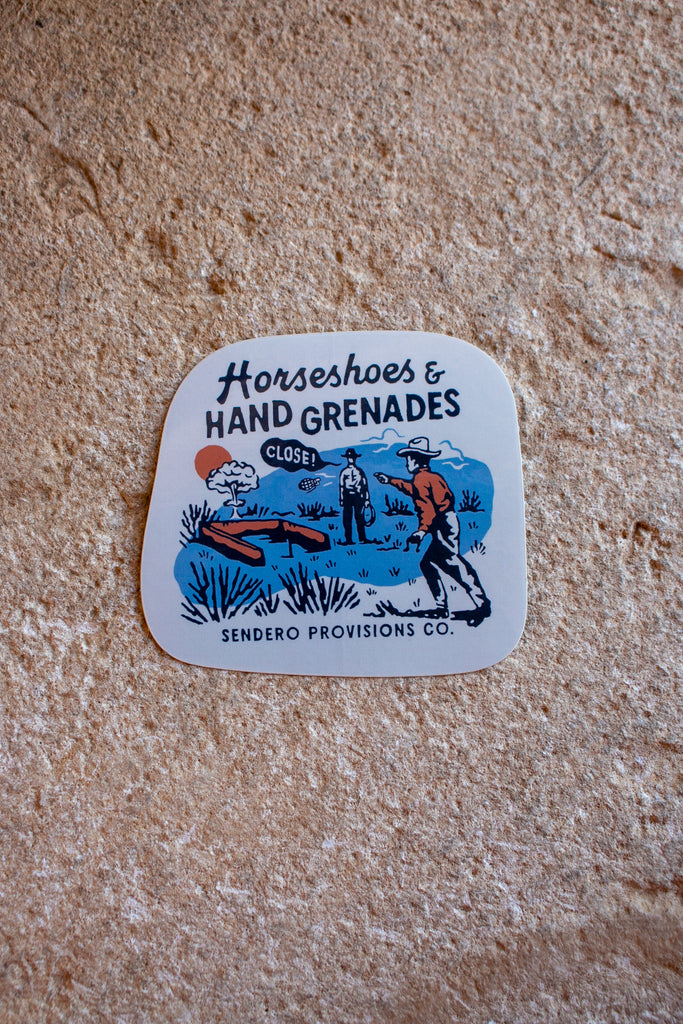 Horseshoes &
HAND GRENADES
CLOSE!
SENDERO PROVISIONS CO.